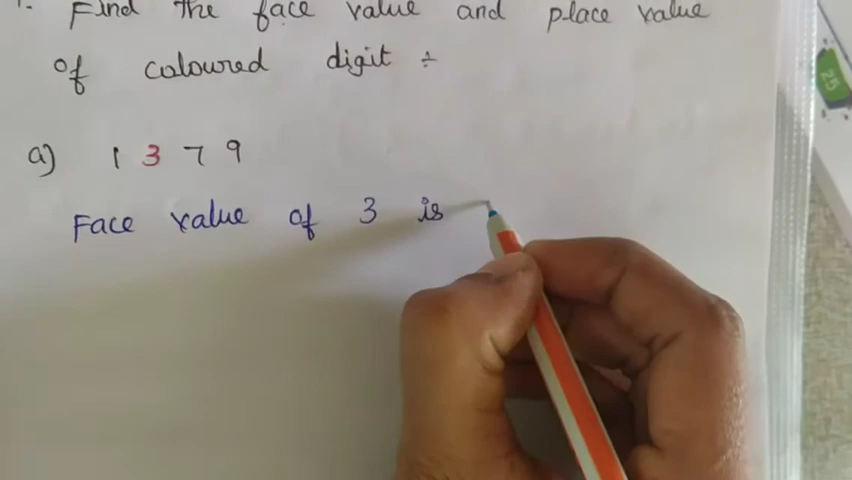 Find the face value and place value
of coloured digit ÷
a) 1 3 7 9
Face value of 3 is
25